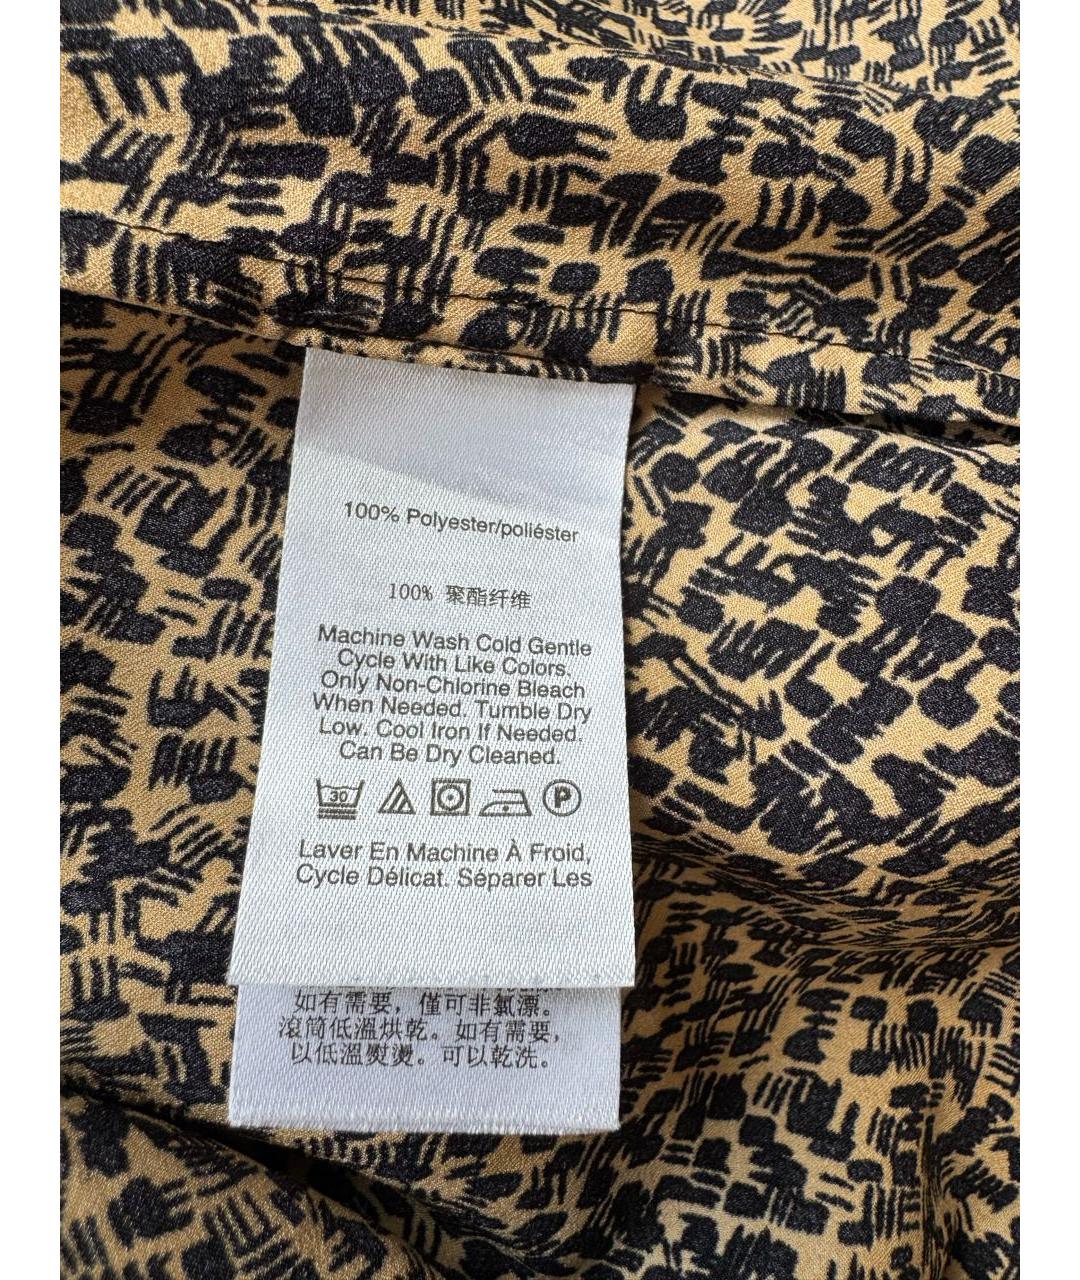 100% Polyester/poliéster
100% 聚酯纤维
Machine Wash Cold Gentle
Cycle With Like Colors.
Only Non-Chlorine Bleach
When Needed. Tumble Dry
Low. Cool Iron If Needed.
Can Be Dry Cleaned.
30 P
Laver En Machine À Froid,
Cycle Délicat. Séparer Les
如有需要，僅可非氯漂。
滾筒低溫烘乾。如有需要，
以低溫熨燙。可以乾洗。